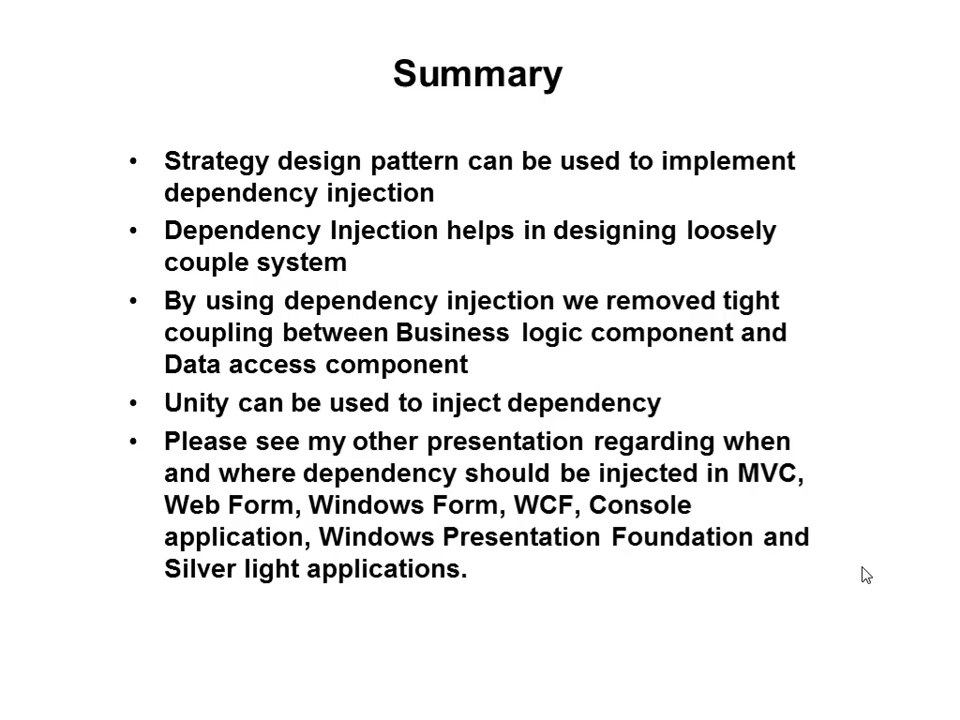 Summary
• Strategy design pattern can be used to implement
dependency injection
• Dependency Injection helps in designing loosely
couple system
• By using dependency injection we removed tight
coupling between Business logic component and
Data access component
• Unity can be used to inject dependency
• Please see my other presentation regarding when
and where dependency should be injected in MVC,
Web Form, Windows Form, WCF, Console
application, Windows Presentation Foundation and
Silver light applications.